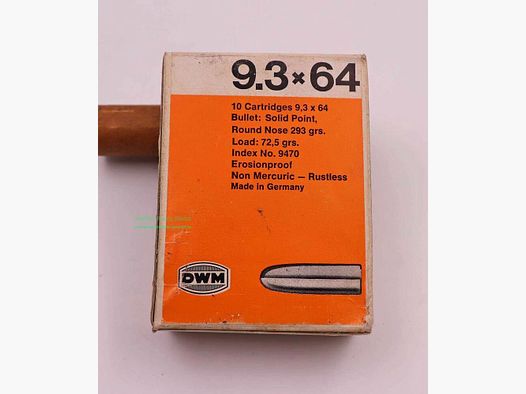 9.3×64
10 Cartridges 9,3 x 64
Bullet: Solid Point,
Round Nose 293 grs.
Load: 72,5 grs.
Index No. 9470
Erosionproof
Non Mercuric — Rustless
Made in Germany
DWM